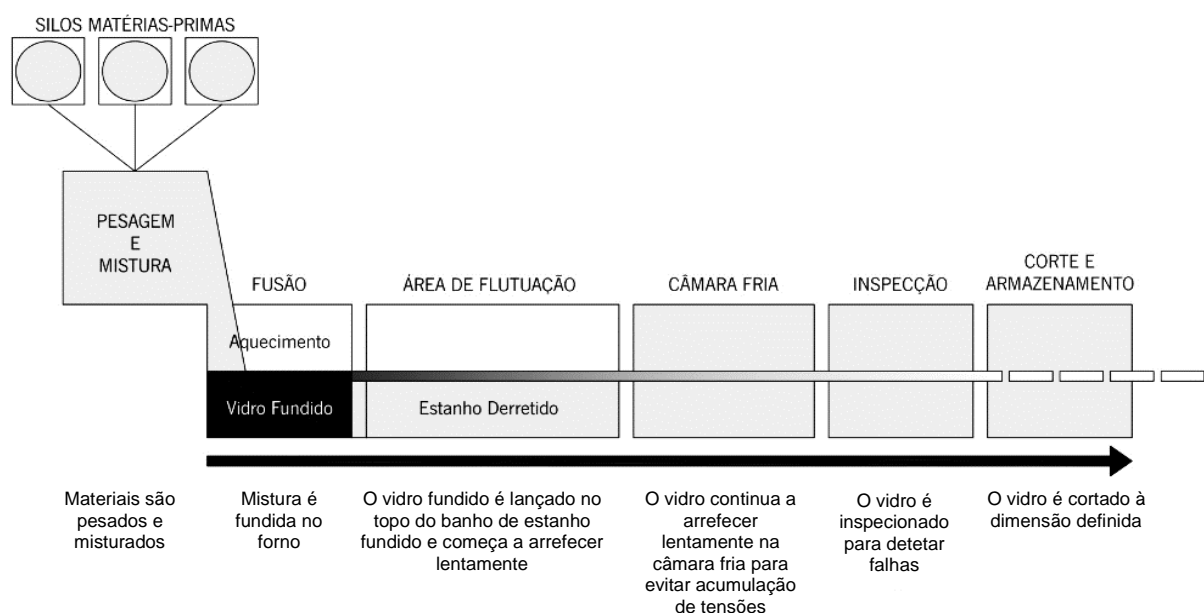 SILOS MATÉRIAS-PRIMAS
PESAGEM
E
MISTURA
FUSÃO
ÁREA DE FLUTUAÇÃO
CÂMARA FRIA
INSPECÇÃO
CORTE E
ARMAZENAMENTO
Aquecimento
Vidro Fundido
Estanho Derretido
Materiais são
pesados e
misturados
Mistura é
fundida no
forno
O vidro fundido é lançado no
topo do banho de estanho
fundido e começa a arrefecer
lentamente
O vidro continua a
arrefecer
lentamente na
câmara fria para
evitar acumulação
de tensões
O vidro é
inspecionado
para detetar
falhas
O vidro é cortado à
dimensão definida